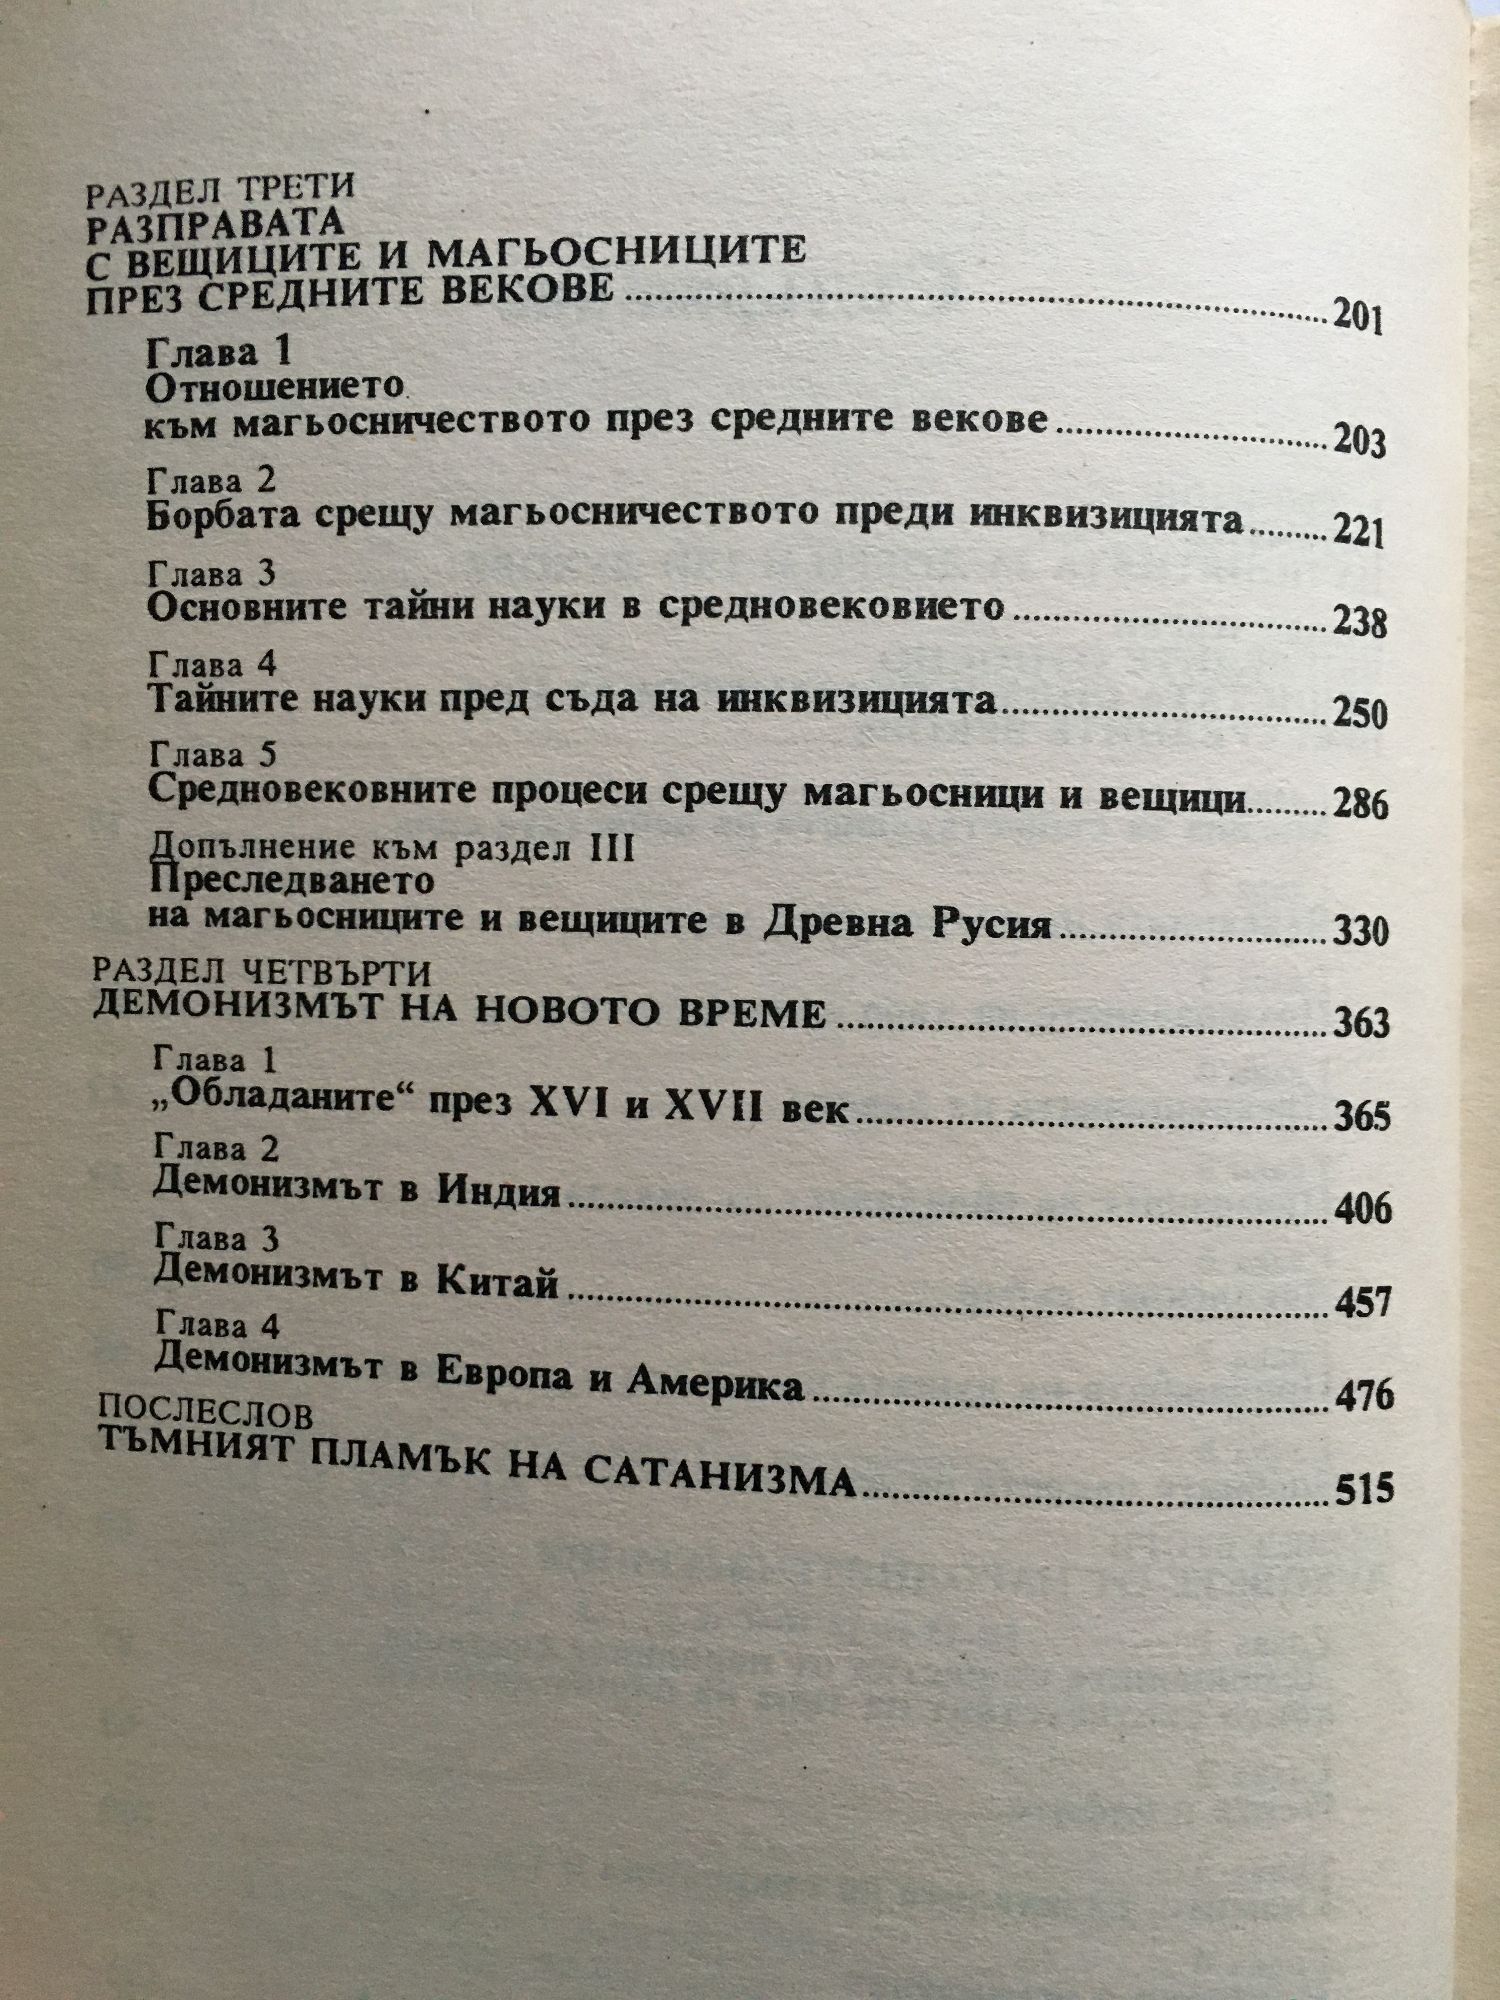 РАЗДЕЛ ТРЕТИ
РАЗПРАВАТА
С ВЕЩИЦИТЕ И МАГЬОСНИЦИТЕ
ПРЕЗ СРЕДНИТЕ ВЕКОВЕ ..... 201
Глава 1
Отношението
към магьосничеството през средните векове ..... 203
Глава 2
Борбата срещу магьосничеството преди инквизицията ..... 221
Глава 3
Основните тайни науки в средновековието ..... 238
Глава 4
Тайните науки пред съда на инквизицията ..... 250
Глава 5
Средновековните процеси срещу магьосници и вещици ..... 286
Допълнение към раздел III
Преследването
на магьосниците и вещиците в Древна Русия ..... 330
РАЗДЕЛ ЧЕТВЪРТИ
ДЕМОНИЗМЪТ НА НОВОТО ВРЕМЕ ..... 363
Глава 1
„Обладаните“ през XVI и XVII век ..... 365
Глава 2
Демонизмът в Индия ..... 406
Глава 3
Демонизмът в Китай ..... 457
Глава 4
Демонизмът в Европа и Америка ..... 476
ПОСЛЕСЛОВ
ТЪМНИЯТ ПЛАМЪК НА САТАНИЗМА ..... 515